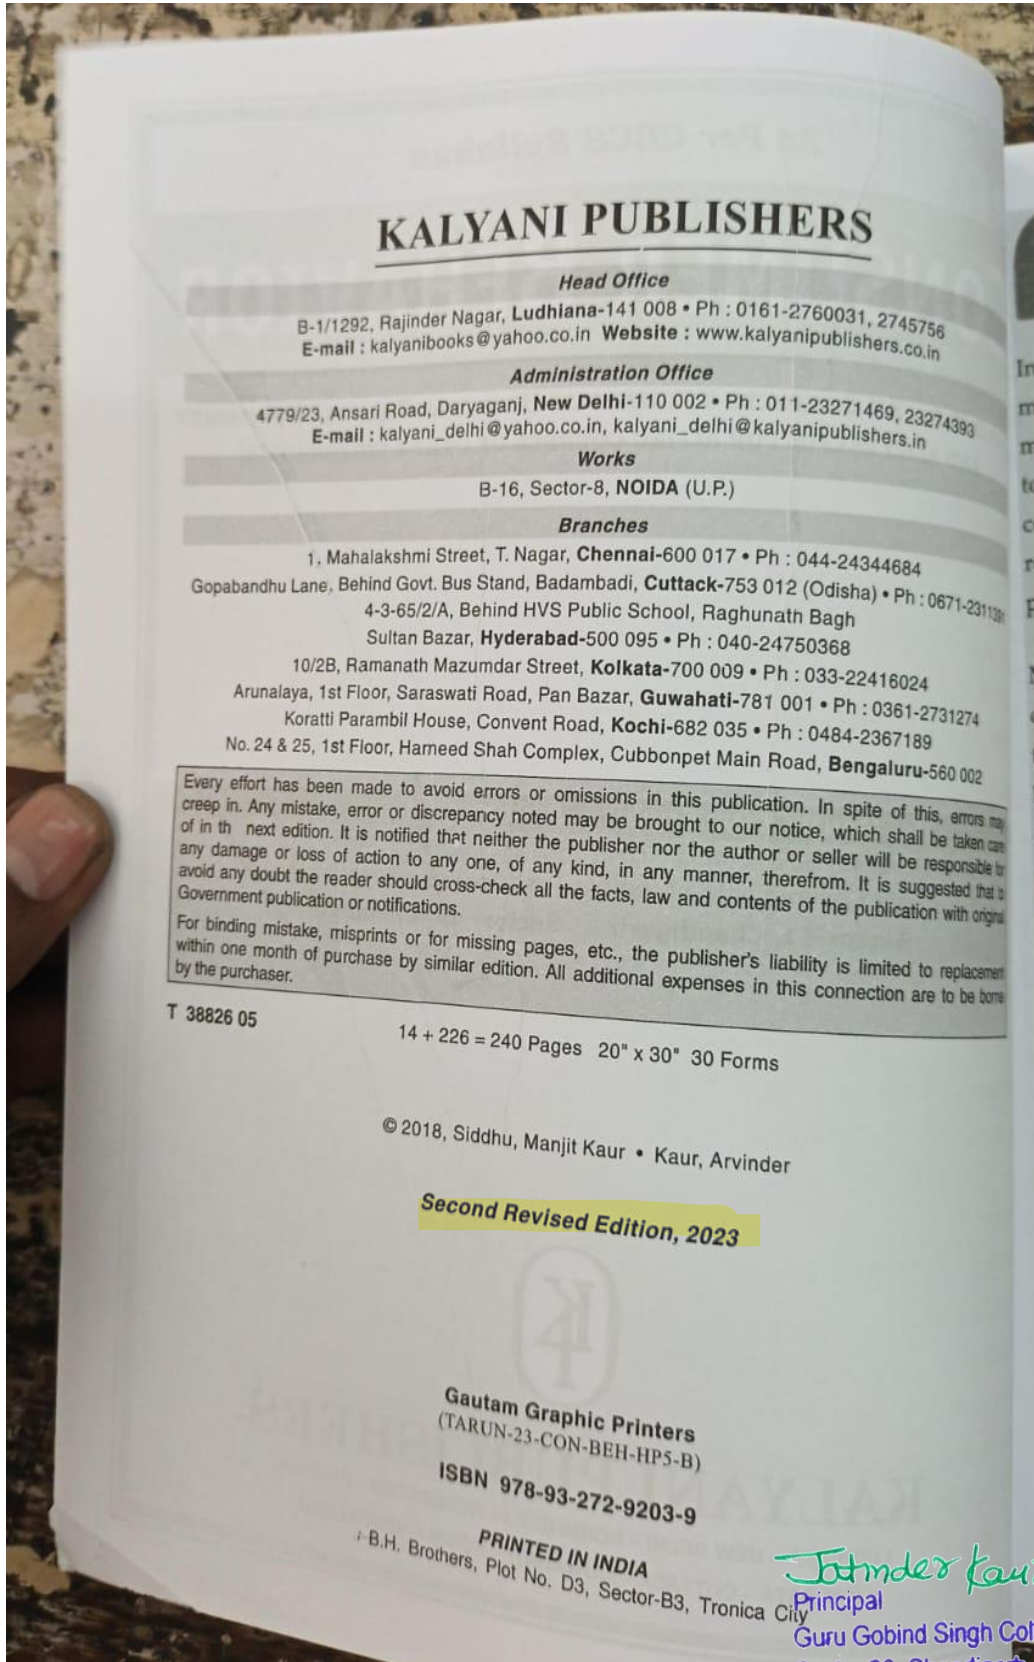 KALYANI PUBLISHERS
Head Office
B-1/1292, Rajinder Nagar, Ludhiana-141 008 • Ph : 0161-2760031, 2745756
E-mail : kalyanibooks@yahoo.co.in Website : www.kalyanipublishers.co.in
Administration Office
4779/23, Ansari Road, Daryaganj, New Delhi-110 002 • Ph : 011-23271469, 23274393
E-mail : kalyani_delhi@yahoo.co.in, kalyani_delhi@kalyanipublishers.in
Works
B-16, Sector-8, NOIDA (U.P.)
Branches
1, Mahalakshmi Street, T. Nagar, Chennai-600 017 • Ph : 044-24344684
Gopabandhu Lane, Behind Govt. Bus Stand, Badambadi, Cuttack-753 012 (Odisha) • Ph : 0671-2311391
4-3-65/2/A, Behind HVS Public School, Raghunath Bagh
Sultan Bazar, Hyderabad-500 095 • Ph : 040-24750368
10/2B, Ramanath Mazumdar Street, Kolkata-700 009 • Ph : 033-22416024
Arunalaya, 1st Floor, Saraswati Road, Pan Bazar, Guwahati-781 001 • Ph : 0361-2731274
Koratti Parambil House, Convent Road, Kochi-682 035 • Ph : 0484-2367189
No. 24 & 25, 1st Floor, Hameed Shah Complex, Cubbonpet Main Road, Bengaluru-560 002
Every effort has been made to avoid errors or omissions in this publication. In spite of this, errors may
creep in. Any mistake, error or discrepancy noted may be brought to our notice, which shall be taken care
of in th next edition. It is notified that neither the publisher nor the author or seller will be responsible for
any damage or loss of action to any one, of any kind, in any manner, therefrom. It is suggested that to
avoid any doubt the reader should cross-check all the facts, law and contents of the publication with original
Government publication or notifications.
For binding mistake, misprints or for missing pages, etc., the publisher's liability is limited to replacement
within one month of purchase by similar edition. All additional expenses in this connection are to be borne
by the purchaser.
T 38826 05
14 + 226 = 240 Pages 20" x 30" 30 Forms
© 2018, Siddhu, Manjit Kaur • Kaur, Arvinder
Second Revised Edition, 2023
Gautam Graphic Printers
(TARUN-23-CON-BEH-HP5-B)
ISBN 978-93-272-9203-9
PRINTED IN INDIA
B.H. Brothers, Plot No. D3, Sector-B3, Tronica City
Jatinder Kau
Principal
Guru Gobind Singh Col